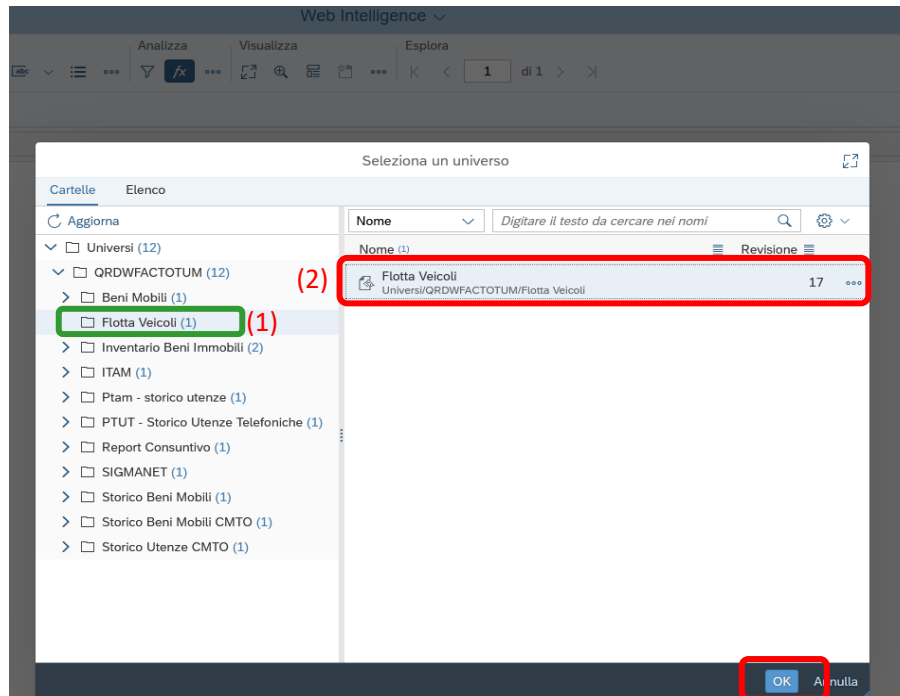 Web Intelligence
Analizza Visualizza Esplora
abc fx 1 di 1
Seleziona un universo
Cartelle Elenco
Aggiorna
Nome Digitare il testo da cercare nei nomi
Universi (12)
Nome (1) Revisione
QRDWFACTOTUM (12)
(2)
Flotta Veicoli
Universi/QRDWFACTOTUM/Flotta Veicoli
17
Beni Mobili (1)
Flotta Veicoli (1)
(1)
Inventario Beni Immobili (2)
ITAM (1)
Ptam - storico utenze (1)
PTUT - Storico Utenze Telefoniche (1)
Report Consuntivo (1)
SIGMANET (1)
Storico Beni Mobili (1)
Storico Beni Mobili CMTO (1)
Storico Utenze CMTO (1)
OK Annulla